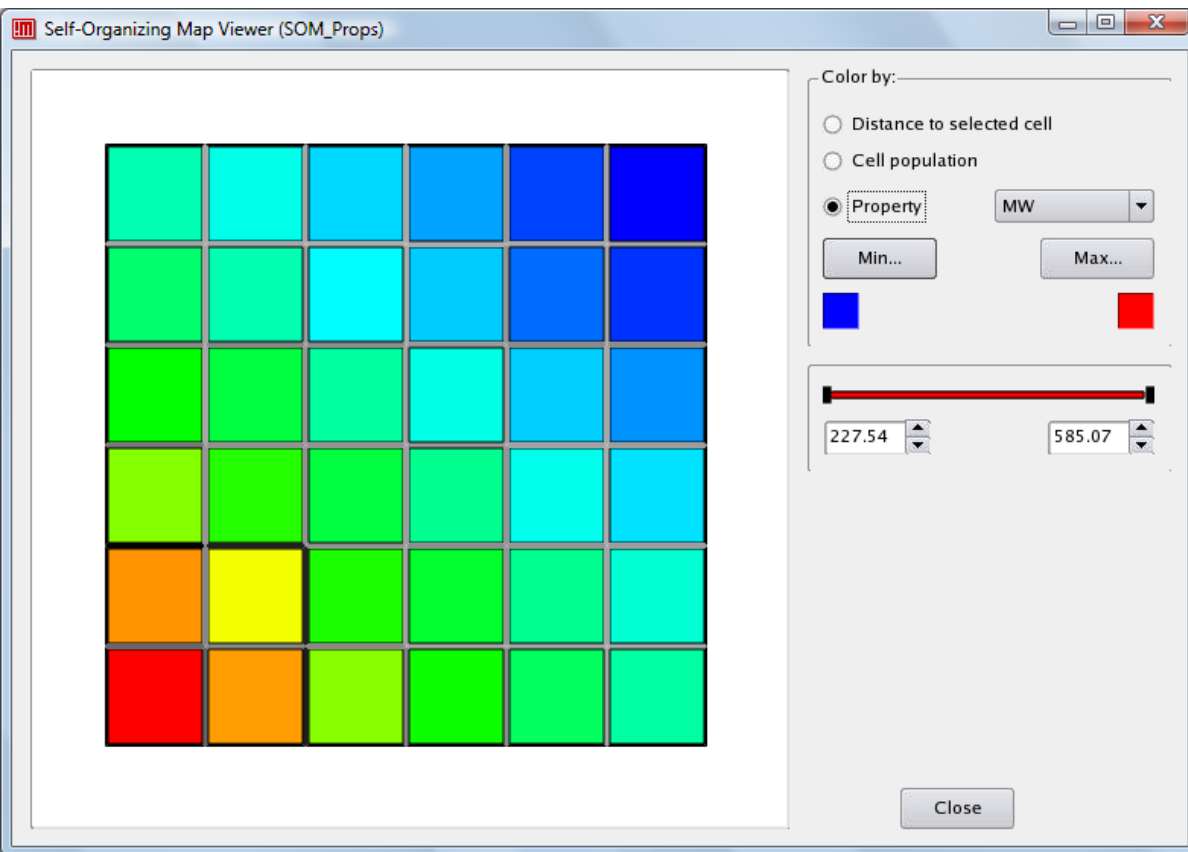 Self-Organizing Map Viewer (SOM_Props)
Color by:
Distance to selected cell
Cell population
Property MW
Min... Max...
227.54 585.07
Close